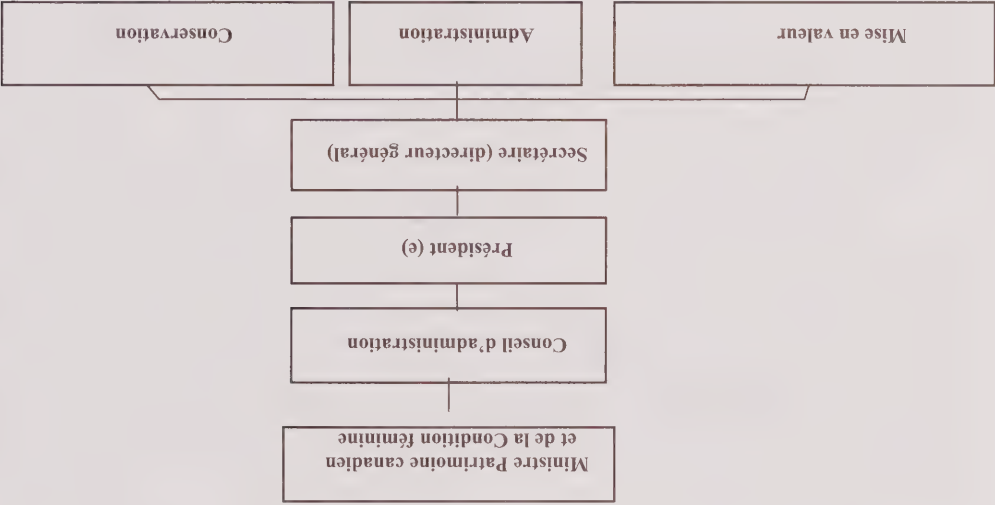 Ministre Patrimoine canadien
et de la Condition féminine
Conseil d'administration
Président (e)
Secrétaire (directeur général)
Mise en valeur
Administration
Conservation